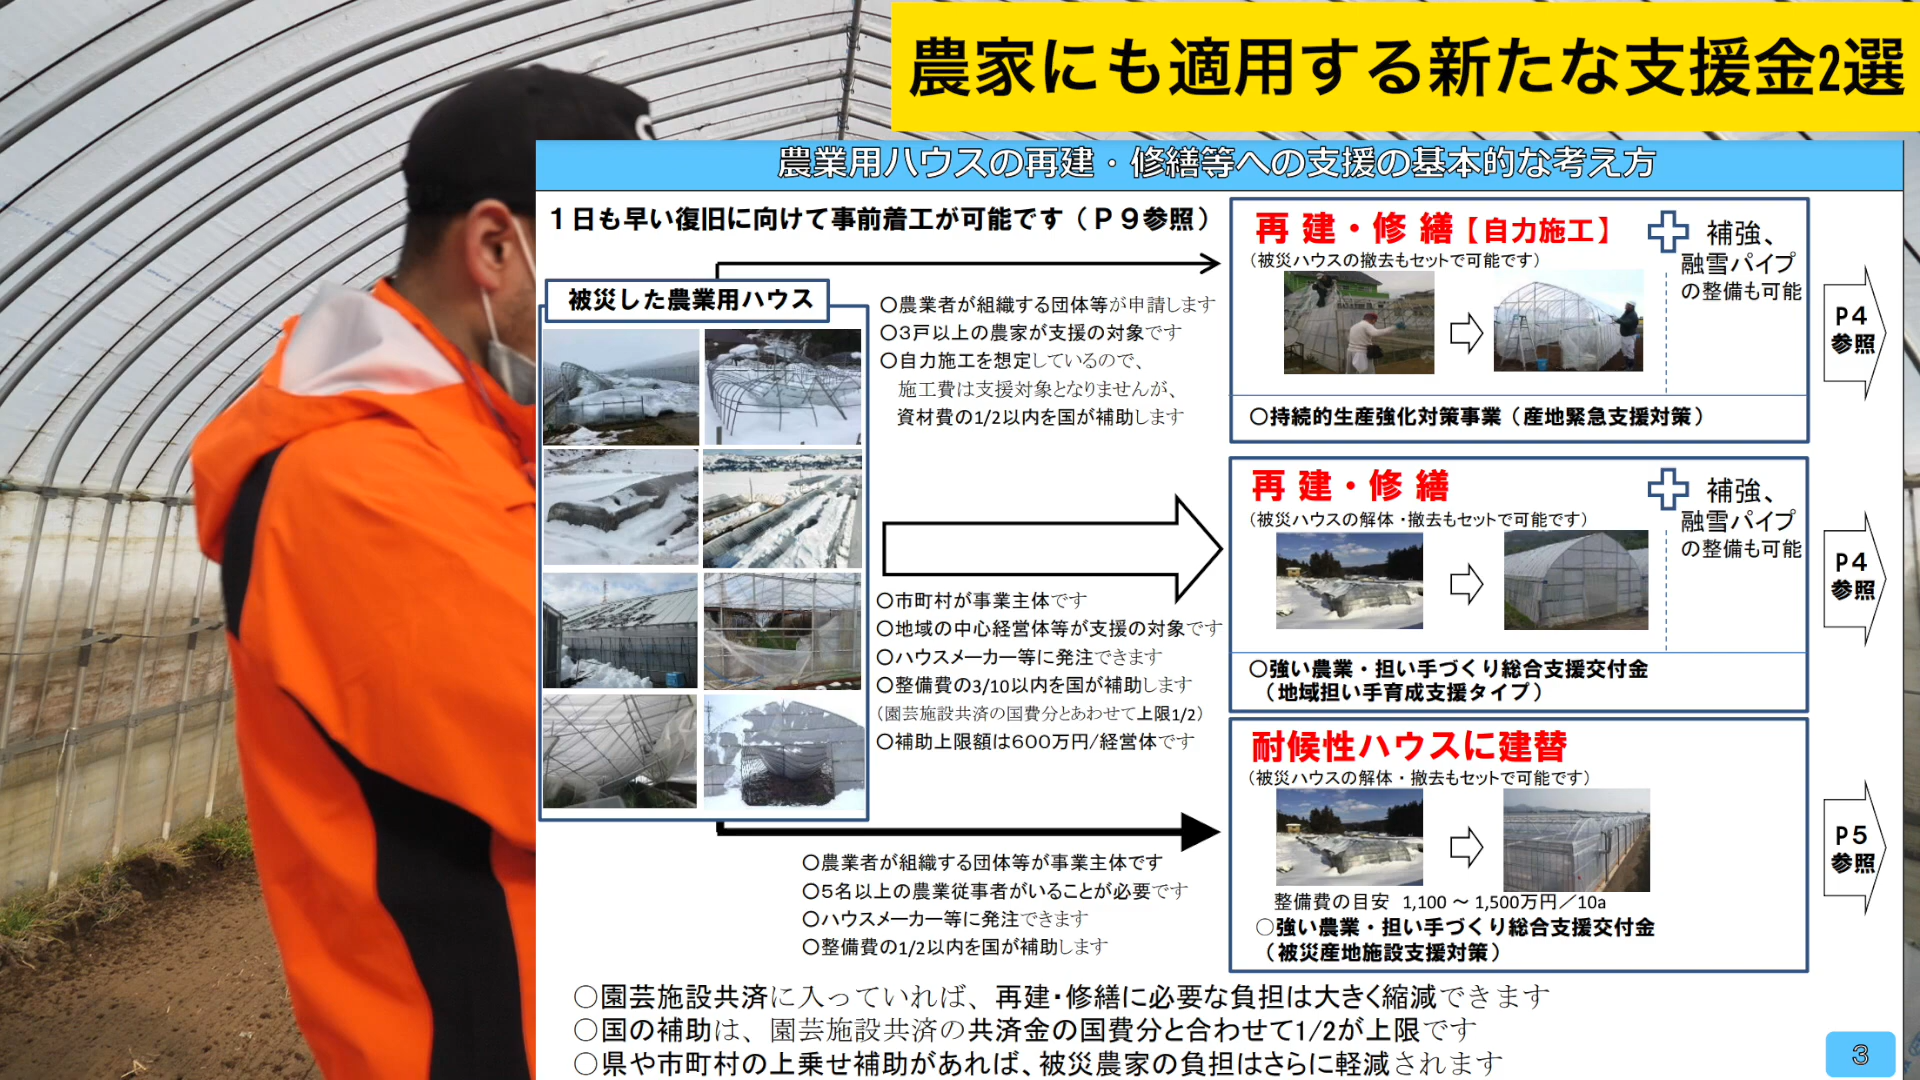 農家にも適用する新たな支援金2選
農業用ハウスの再建・修繕等への支援の基本的な考え方
1日も早い復旧に向けて事前着工が可能です（P9参照）
被災した農業用ハウス
○農業者が組織する団体等が申請します
○3戸以上の農家が支援の対象です
○自力施工を想定しているので、
施工費は支援対象となりませんが、
資材費の1/2以内を国が補助します
再建・修繕【自力施工】
（被災ハウスの撤去もセットで可能です）
補強、
融雪パイプ
の整備も可能
○持続的生産強化対策事業（産地緊急支援対策）
P4
参照
○市町村が事業主体です
○地域の中心経営体等が支援の対象です
○ハウスメーカー等に発注できます
○整備費の3/10以内を国が補助します
（園芸施設共済の国費分とあわせて上限1/2）
○補助上限額は600万円/経営体です
再建・修繕
（被災ハウスの解体・撤去もセットで可能です）
補強、
融雪パイプ
の整備も可能
○強い農業・担い手づくり総合支援交付金
（地域担い手育成支援タイプ）
P4
参照
○農業者が組織する団体等が事業主体です
○5名以上の農業従事者がいることが必要です
○ハウスメーカー等に発注できます
○整備費の1/2以内を国が補助します
耐候性ハウスに建替
（被災ハウスの解体・撤去もセットで可能です）
整備費の目安 1,100～1,500万円／10a
○強い農業・担い手づくり総合支援交付金
（被災産地施設支援対策）
P5
参照
○園芸施設共済に入っていれば、再建・修繕に必要な負担は大きく縮減できます
○国の補助は、園芸施設共済の共済金の国費分と合わせて1/2が上限です
○県や市町村の上乗せ補助があれば、被災農家の負担はさらに軽減されます
3